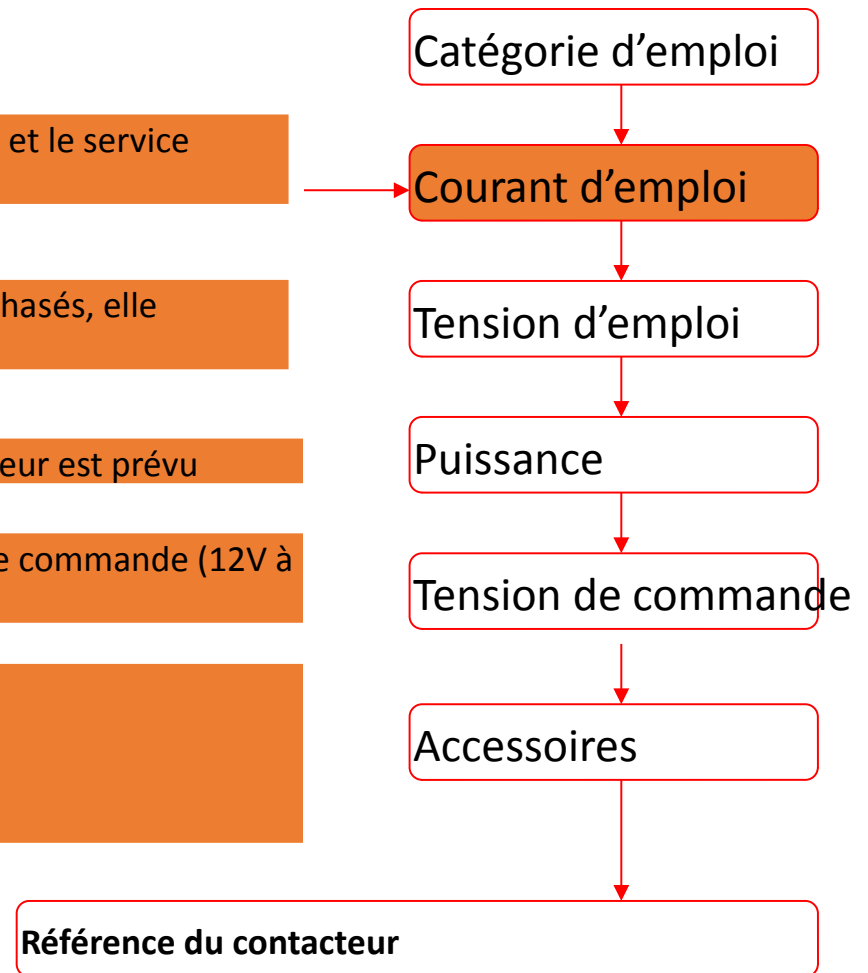 Catégorie d'emploi
et le service
Courant d'emploi
hasés, elle
Tension d'emploi
eur est prévu
Puissance
e commande (12V à
Tension de commande
Accessoires
Référence du contacteur